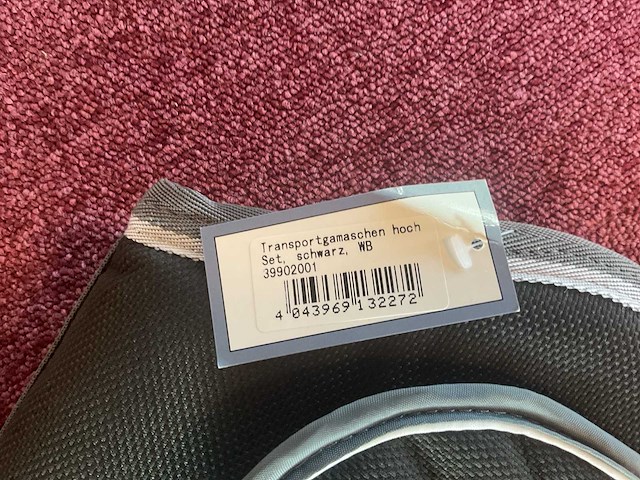 Transportgamaschen hoch
Set, schwarz, WB
39902001
4 043969 132272